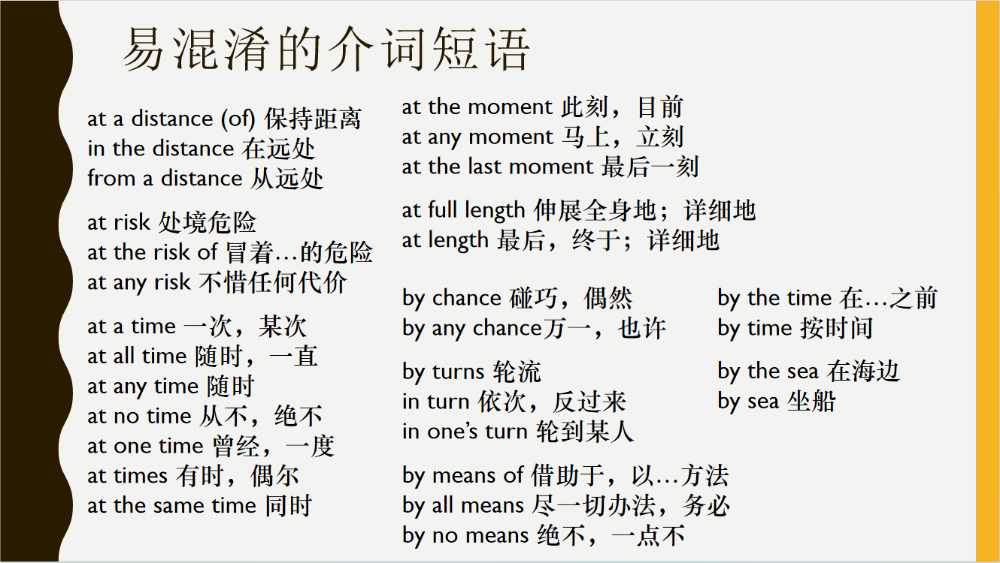 易混淆的介词短语
at a distance (of) 保持距离
in the distance 在远处
from a distance 从远处
at risk 处境危险
at the risk of 冒着…的危险
at any risk 不惜任何代价
at a time 一次，某次
at all time 随时，一直
at any time 随时
at no time 从不，绝不
at one time 曾经，一度
at times 有时，偶尔
at the same time 同时
at the moment 此刻，目前
at any moment 马上，立刻
at the last moment 最后一刻
at full length 伸展全身地；详细地
at length 最后，终于；详细地
by chance 碰巧，偶然
by any chance万一，也许
by turns 轮流
in turn 依次，反过来
in one’s turn 轮到某人
by means of 借助于，以…方法
by all means 尽一切办法，务必
by no means 绝不，一点不
by the time 在…之前
by time 按时间
by the sea 在海边
by sea 坐船